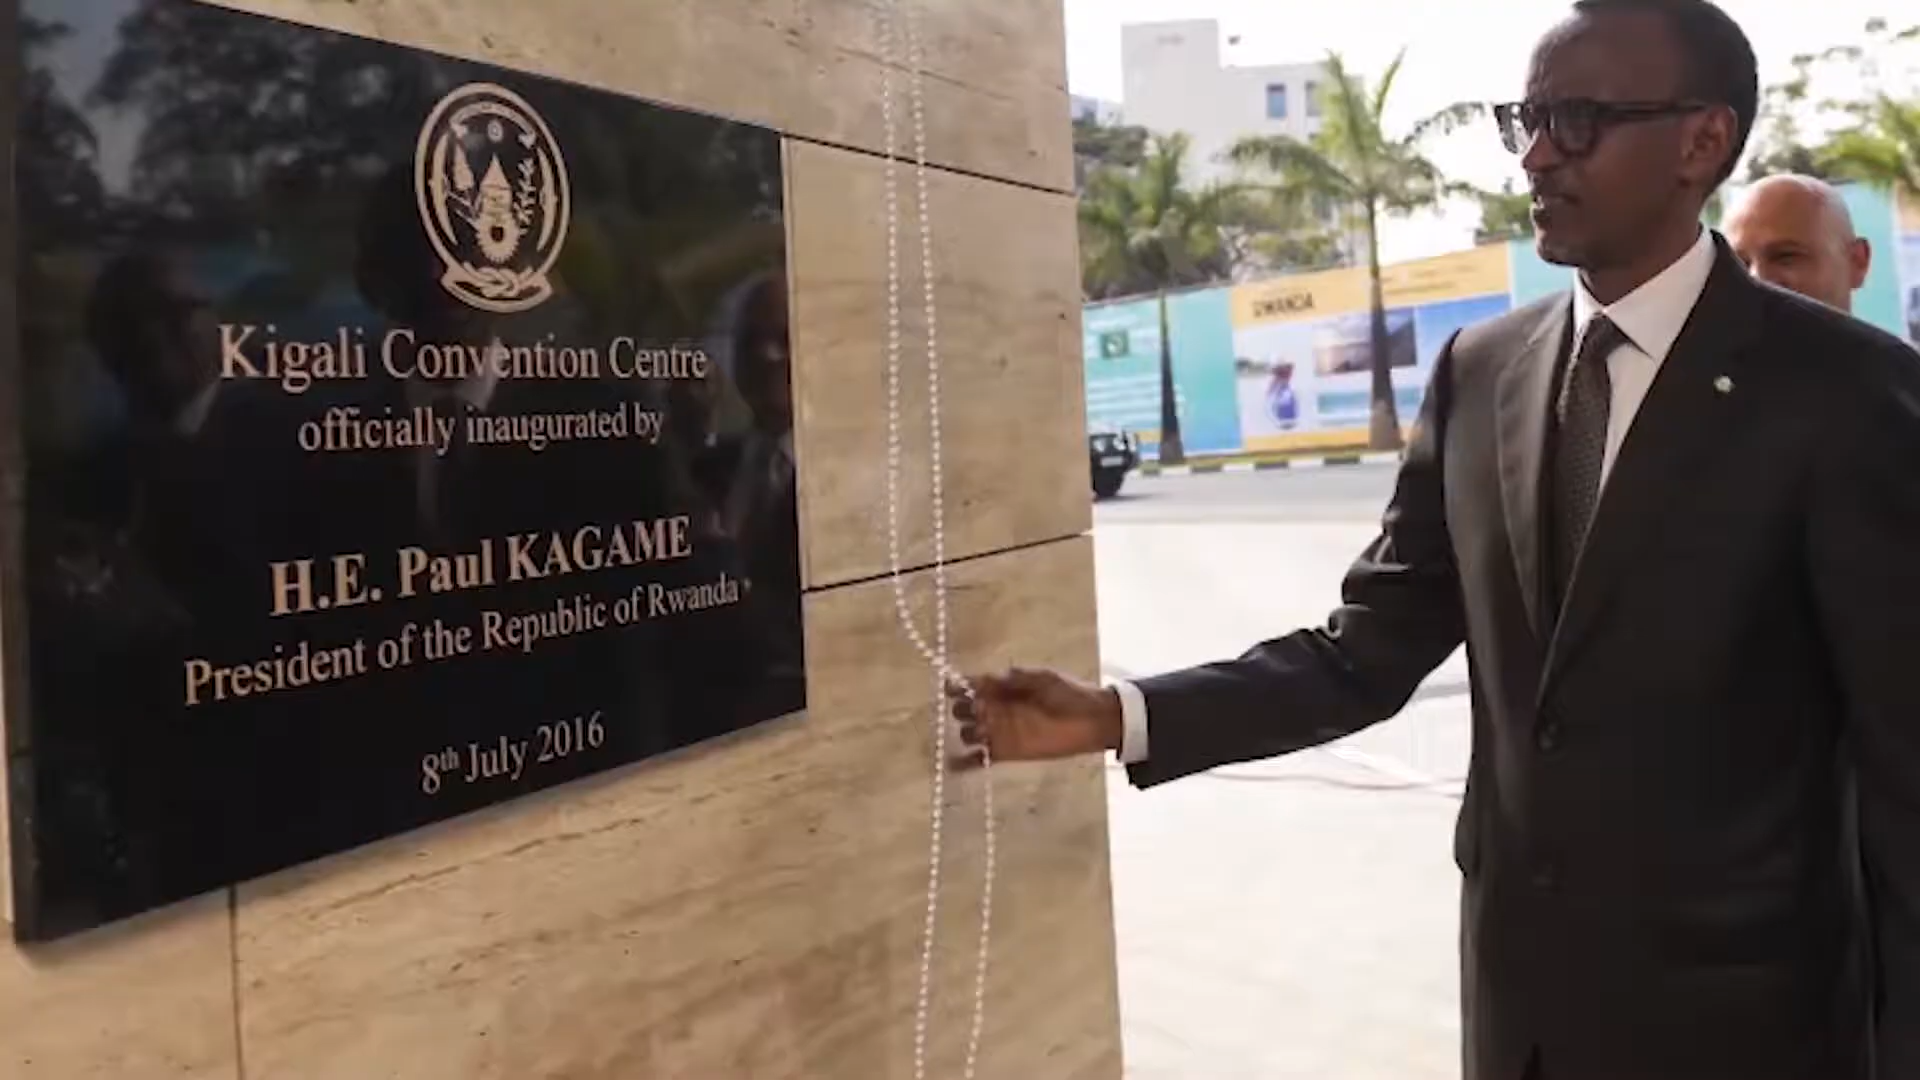 Kigali Convention Centre
officially inaugurated by
H.E. Paul KAGAME
President of the Republic of Rwanda
8th July 2016
RWANDA